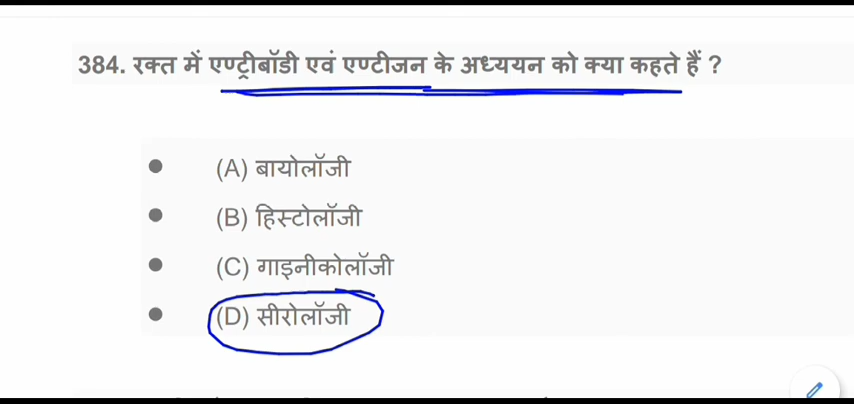 384. रक्त में एण्ट्रीबॉडी एवं एण्टीजन के अध्ययन को क्या कहते हैं ?
(A) बायोलॉजी
(B) हिस्टोलॉजी
(C) गाइनीकोलॉजी
(D) सीरोलॉजी